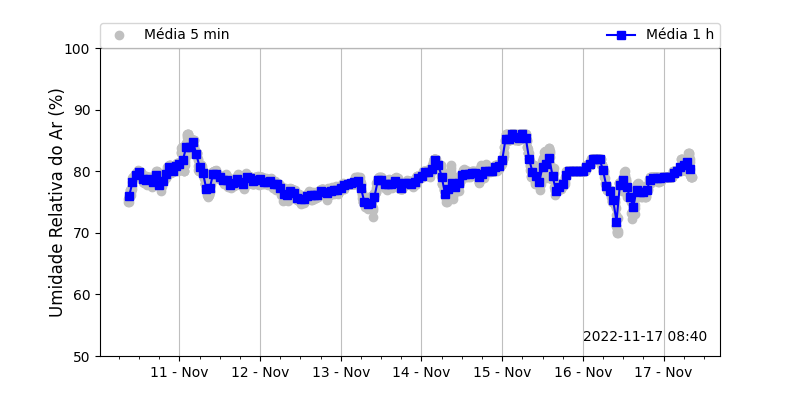 Média 5 min Média 1 h
100
90
80
70
60
50
Umidade Relativa do Ar (%)
2022-11-17 08:40
11 - Nov 12 - Nov 13 - Nov 14 - Nov 15 - Nov 16 - Nov 17 - Nov